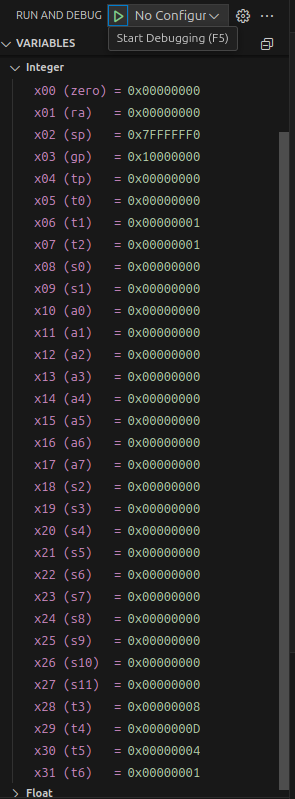 RUN AND DEBUG No Configur
Start Debugging (F5)
VARIABLES
Integer
x00 (zero) = 0x00000000
x01 (ra) = 0x00000000
x02 (sp) = 0x7FFFFFF0
x03 (gp) = 0x10000000
x04 (tp) = 0x00000000
x05 (t0) = 0x00000000
x06 (t1) = 0x00000001
x07 (t2) = 0x00000001
x08 (s0) = 0x00000000
x09 (s1) = 0x00000000
x10 (a0) = 0x00000000
x11 (a1) = 0x00000000
x12 (a2) = 0x00000000
x13 (a3) = 0x00000000
x14 (a4) = 0x00000000
x15 (a5) = 0x00000000
x16 (a6) = 0x00000000
x17 (a7) = 0x00000000
x18 (s2) = 0x00000000
x19 (s3) = 0x00000000
x20 (s4) = 0x00000000
x21 (s5) = 0x00000000
x22 (s6) = 0x00000000
x23 (s7) = 0x00000000
x24 (s8) = 0x00000000
x25 (s9) = 0x00000000
x26 (s10) = 0x00000000
x27 (s11) = 0x00000000
x28 (t3) = 0x00000008
x29 (t4) = 0x0000000D
x30 (t5) = 0x00000004
x31 (t6) = 0x00000001
Float